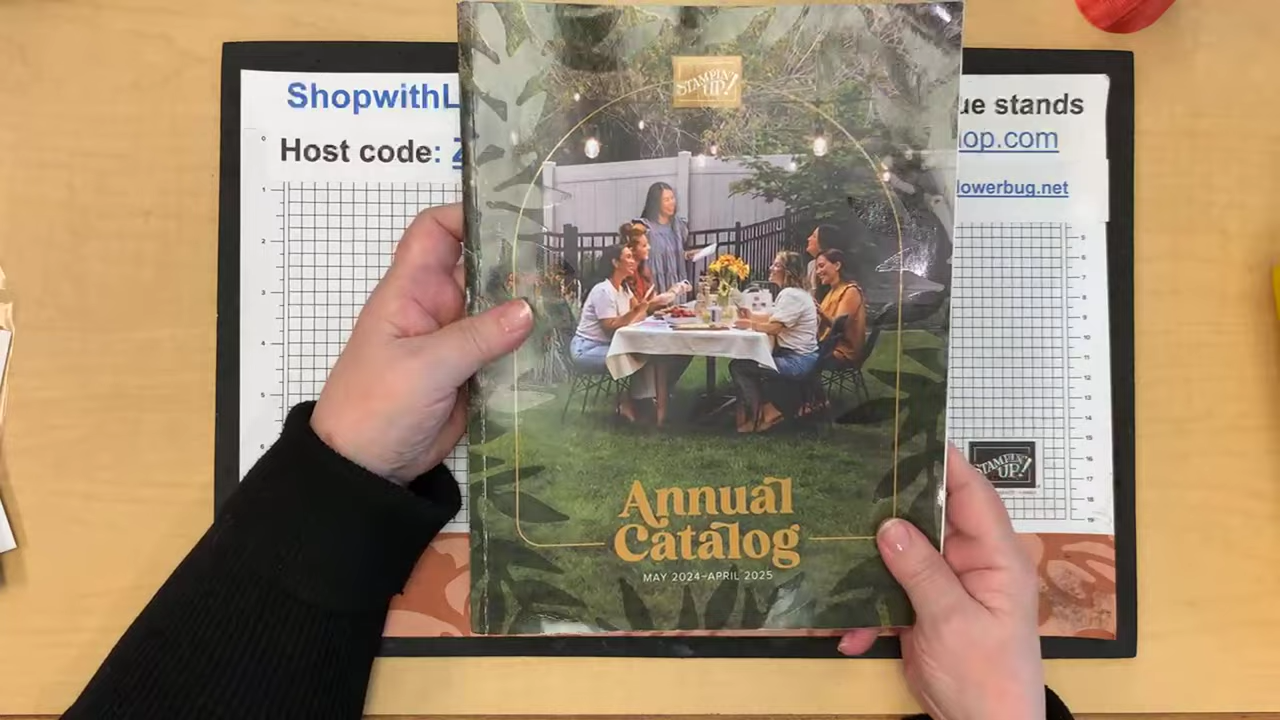 STAMPIN' UP!
Annual
Catalog
MAY 2024–APRIL 2025
ShopwithL
Host code:
ue stands
op.com
lowerbug.net
STAMPIN' UP!